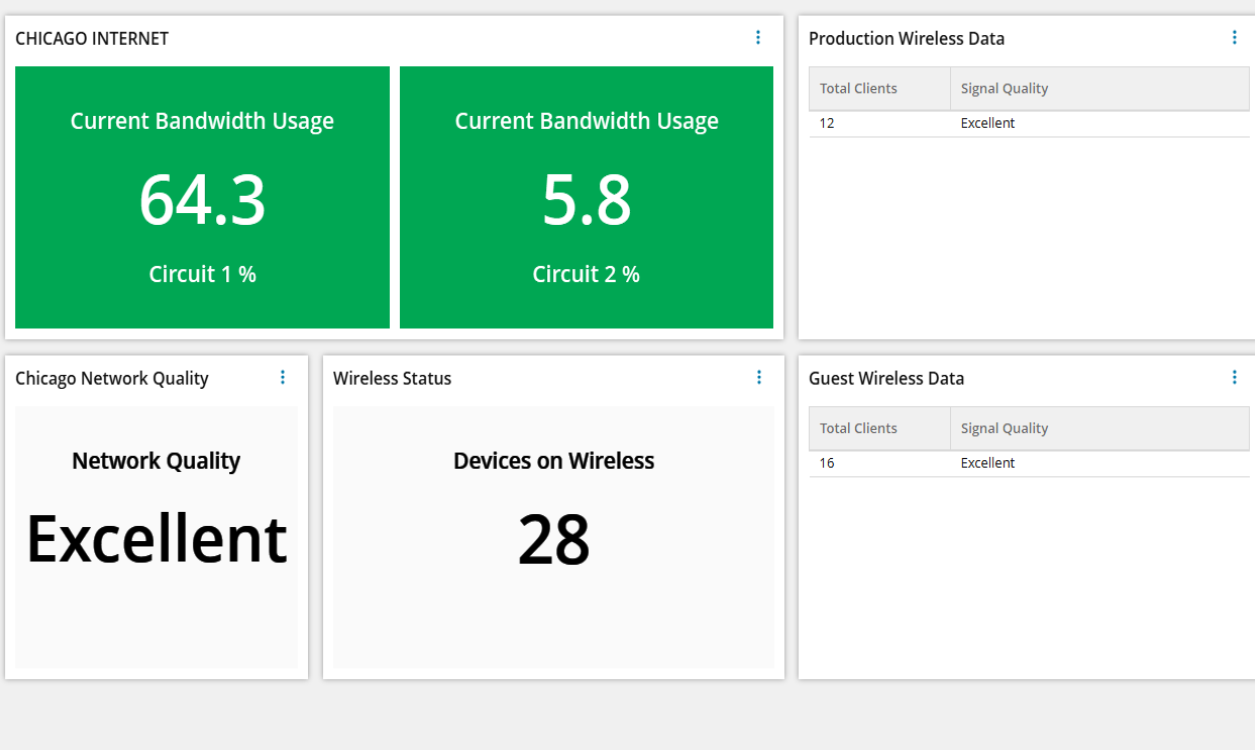 CHICAGO INTERNET
Current Bandwidth Usage
64.3
Circuit 1 %
Current Bandwidth Usage
5.8
Circuit 2 %
Production Wireless Data
Total Clients Signal Quality
12 Excellent
Chicago Network Quality
Network Quality
Excellent
Wireless Status
Devices on Wireless
28
Guest Wireless Data
Total Clients Signal Quality
16 Excellent